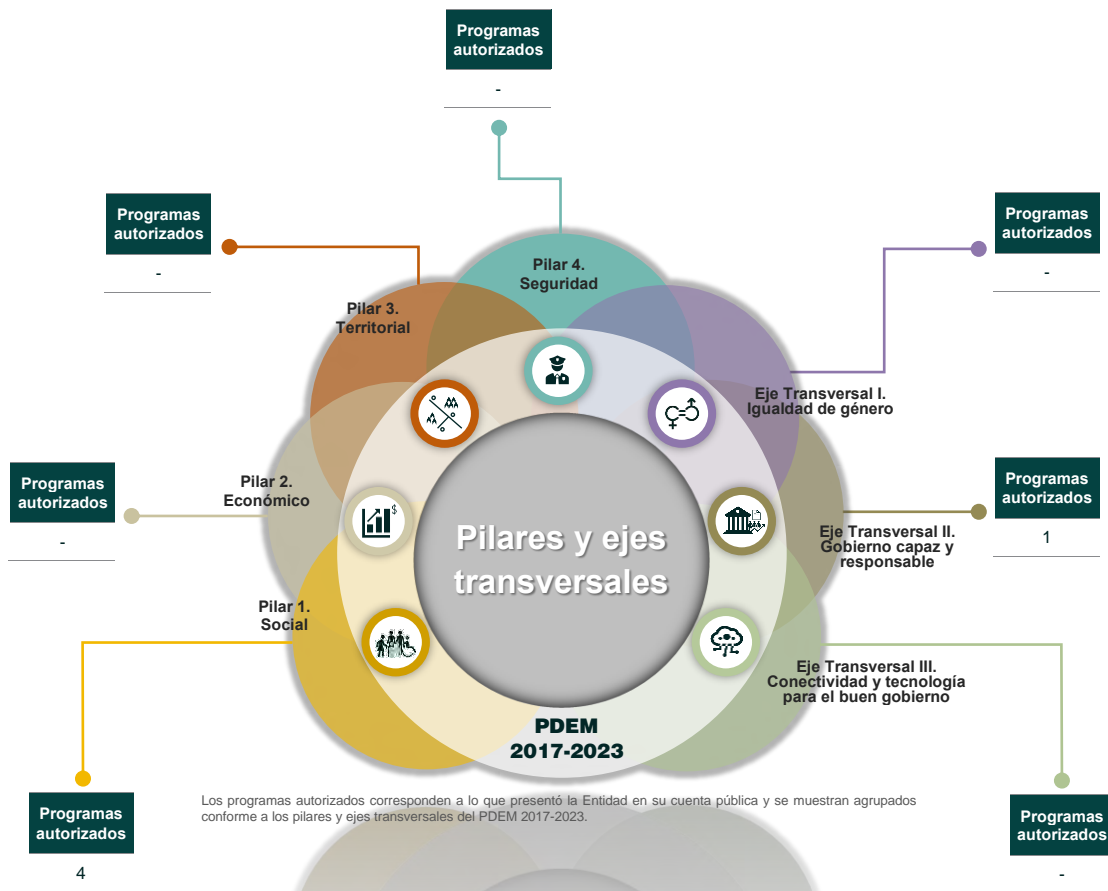 Programas
autorizados
-
Programas
autorizados
-
Programas
autorizados
-
Pilar 4.
Seguridad
Pilar 3.
Territorial
Eje Transversal I.
Igualdad de género
Pilar 2.
Económico
Programas
autorizados
-
Programas
autorizados
1
$
Pilares y ejes
transversales
Eje Transversal II.
Gobierno capaz y
responsable
Pilar 1.
Social
Eje Transversal III.
Conectividad y tecnología
para el buen gobierno
PDEM
2017-2023
Los programas autorizados corresponden a lo que presentó la Entidad en su cuenta pública y se muestran agrupados
conforme a los pilares y ejes transversales del PDEM 2017-2023.
Programas
autorizados
4
Programas
autorizados
-